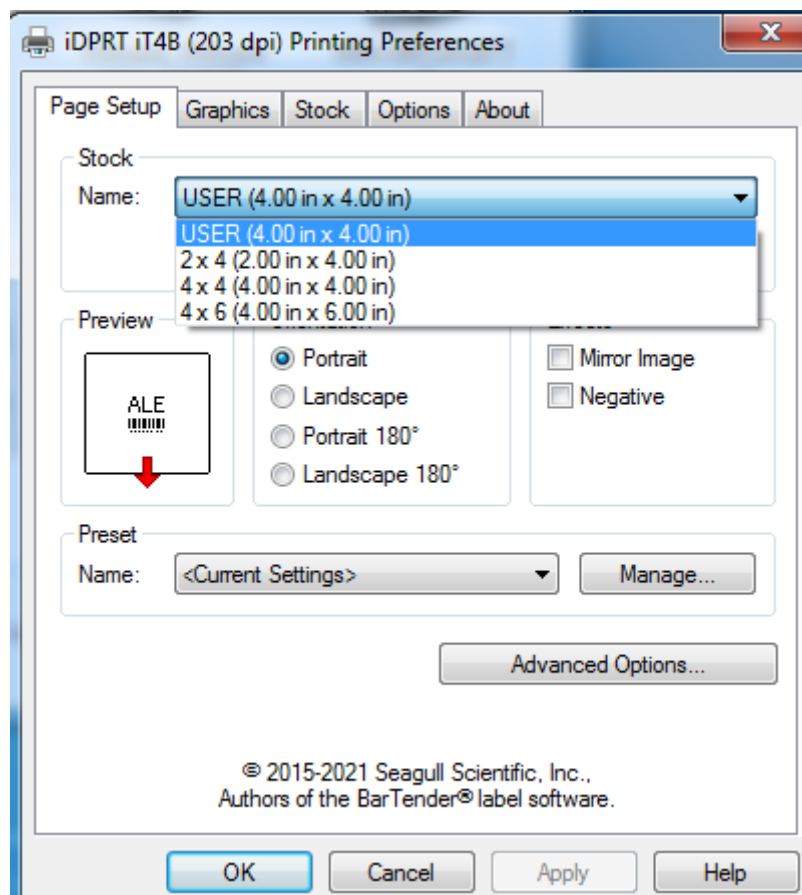 iDPRT iT4B (203 dpi) Printing Preferences
X
Page Setup Graphics Stock Options About
Stock
Name: USER (4.00 in x 4.00 in)
USER (4.00 in x 4.00 in)
2 x 4 (2.00 in x 4.00 in)
4 x 4 (4.00 in x 4.00 in)
4 x 6 (4.00 in x 6.00 in)
Preview
ALE
Portrait
Landscape
Portrait 180°
Landscape 180°
Mirror Image
Negative
Preset
Name: <Current Settings> Manage...
Advanced Options...
© 2015-2021 Seagull Scientific, Inc.,
Authors of the BarTender® label software.
OK Cancel Apply Help